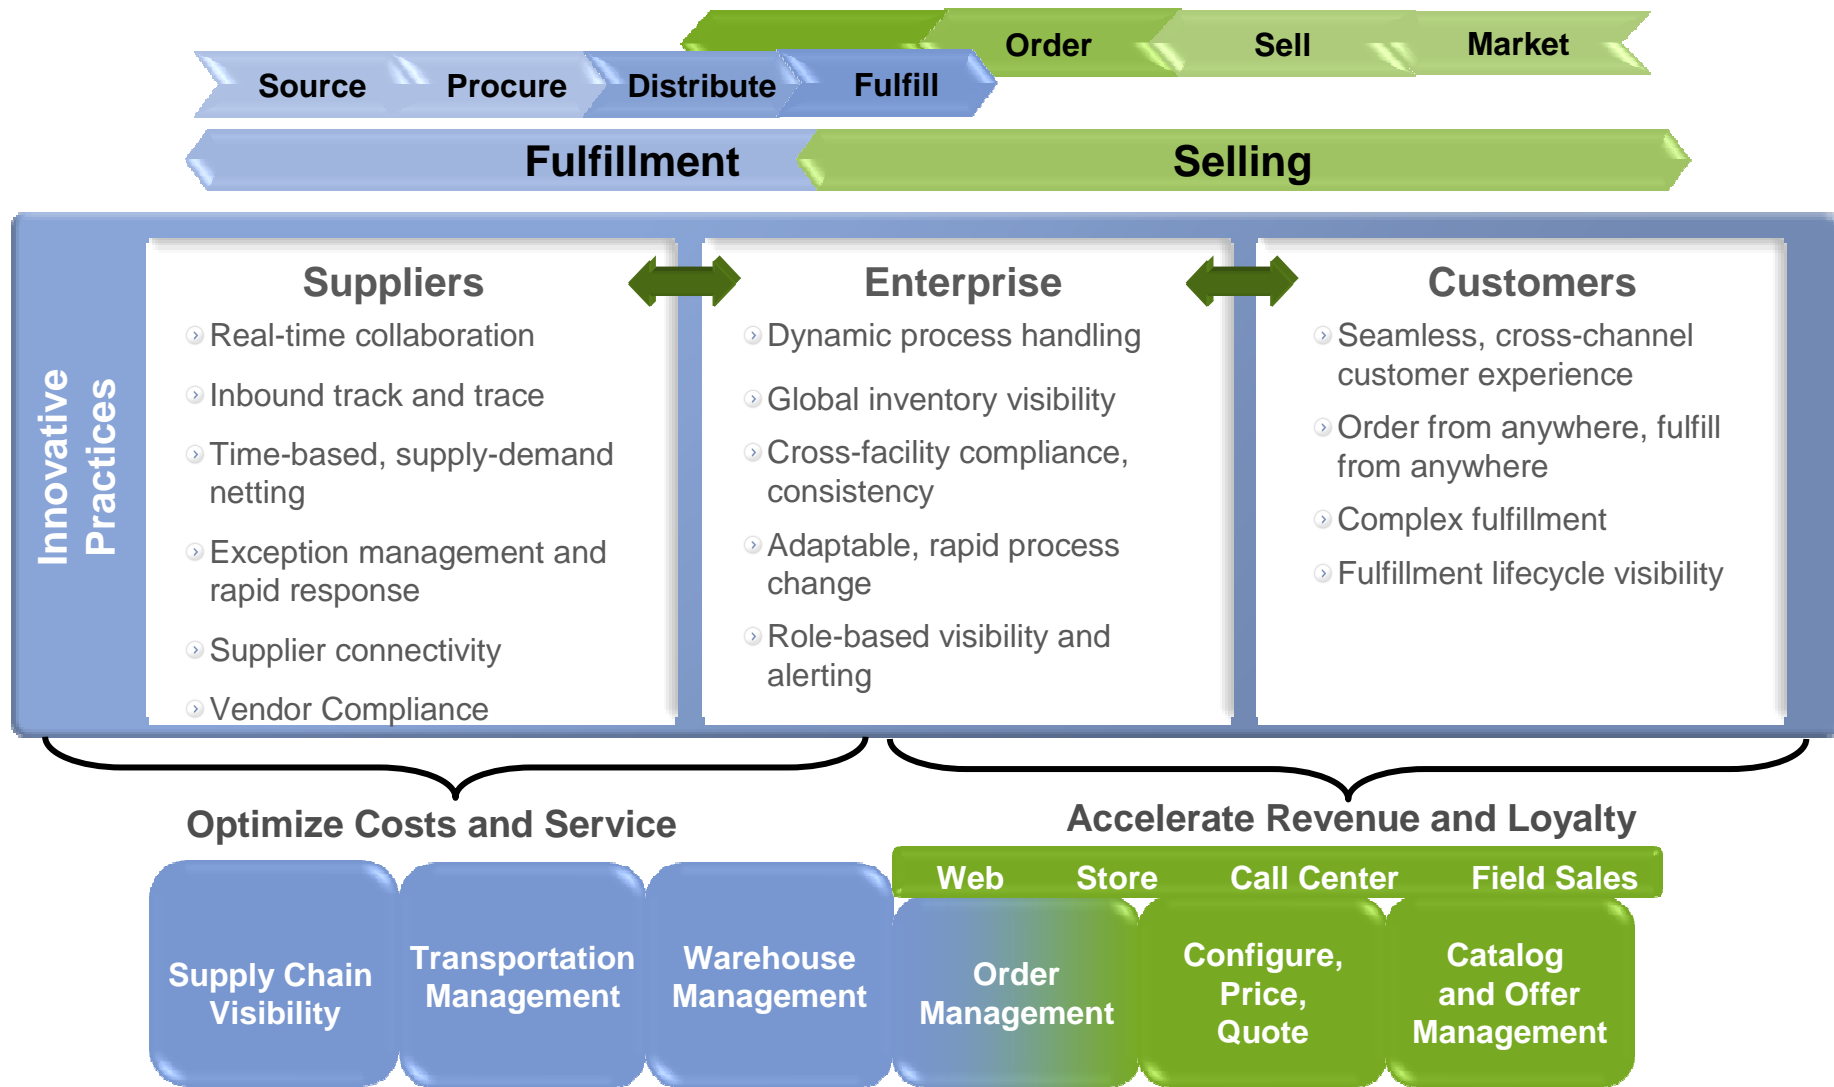 Order
Sell
Market
Source
Procure
Distribute
Fulfill
Fulfillment
Selling
Innovative
Practices
Suppliers
Real-time collaboration
Inbound track and trace
Time-based, supply-demand
netting
Exception management and
rapid response
Supplier connectivity
Vendor Compliance
Enterprise
Dynamic process handling
Global inventory visibility
Cross-facility compliance,
consistency
Adaptable, rapid process
change
Role-based visibility and
alerting
Customers
Seamless, cross-channel
customer experience
Order from anywhere, fulfill
from anywhere
Complex fulfillment
Fulfillment lifecycle visibility
Optimize Costs and Service
Accelerate Revenue and Loyalty
Web
Store
Call Center
Field Sales
Supply Chain
Visibility
Transportation
Management
Warehouse
Management
Order
Management
Configure,
Price,
Quote
Catalog
and Offer
Management